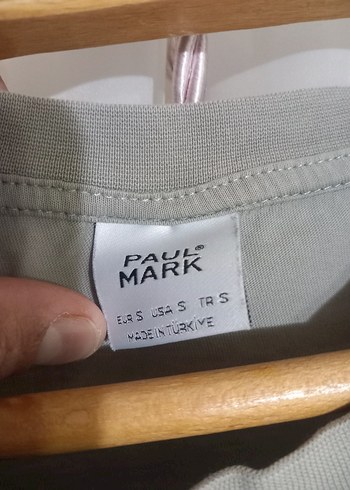 PAUL®
MARK
EUR S USA S TR S
MADE IN TÜRKİYE